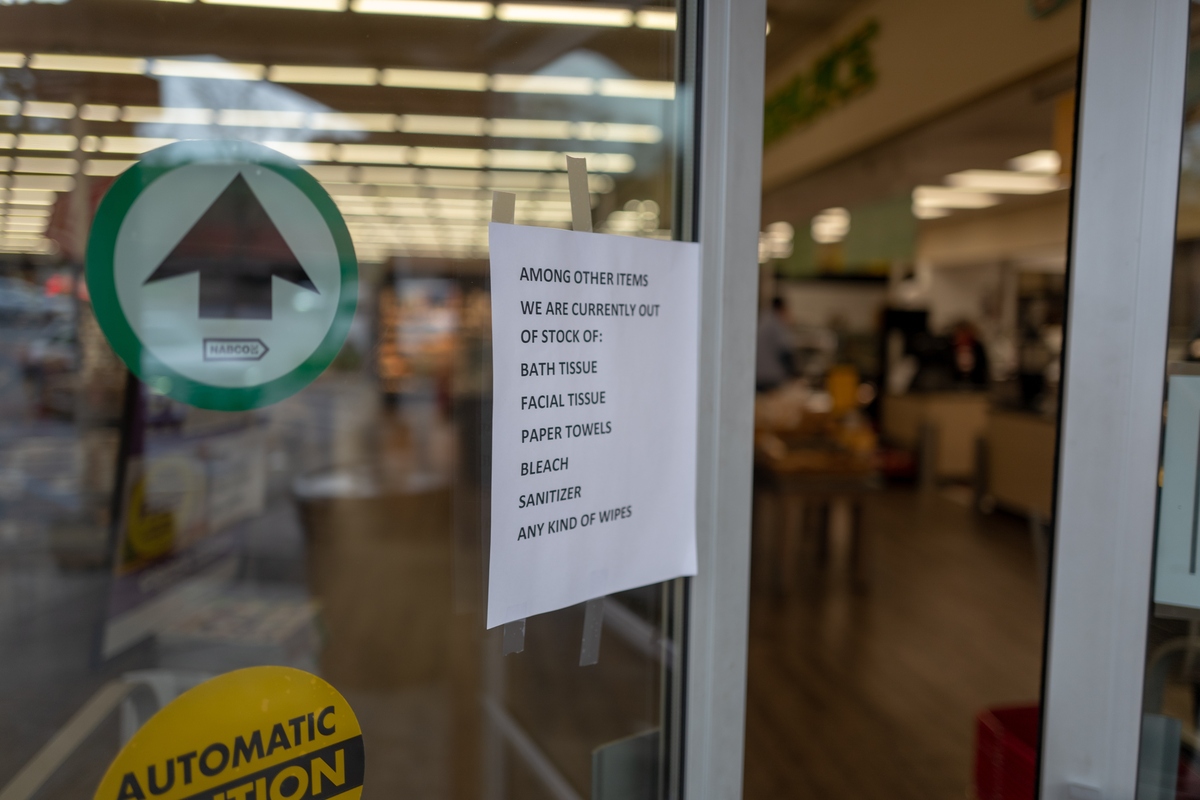 NABCO
AMONG OTHER ITEMS
WE ARE CURRENTLY OUT
OF STOCK OF:
BATH TISSUE
FACIAL TISSUE
PAPER TOWELS
BLEACH
SANITIZER
ANY KIND OF WIPES
AUTOMATIC